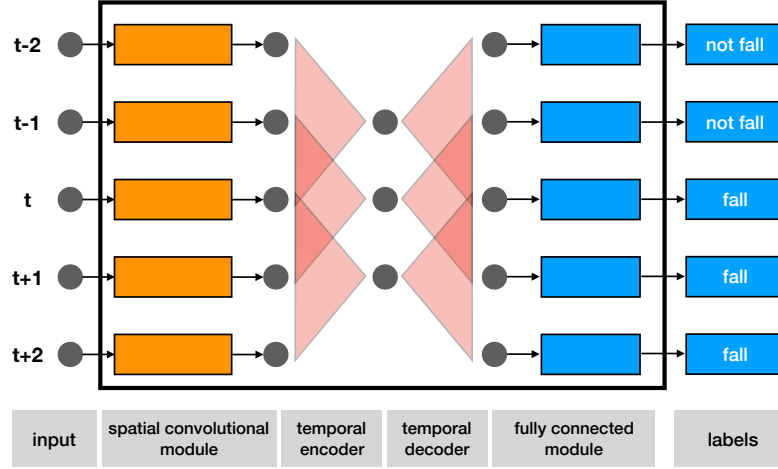 t-2
not fall
t-1
not fall
t
fall
t+1
fall
t+2
fall
input
spatial convolutional
module
temporal
encoder
temporal
decoder
fully connected
module
labels